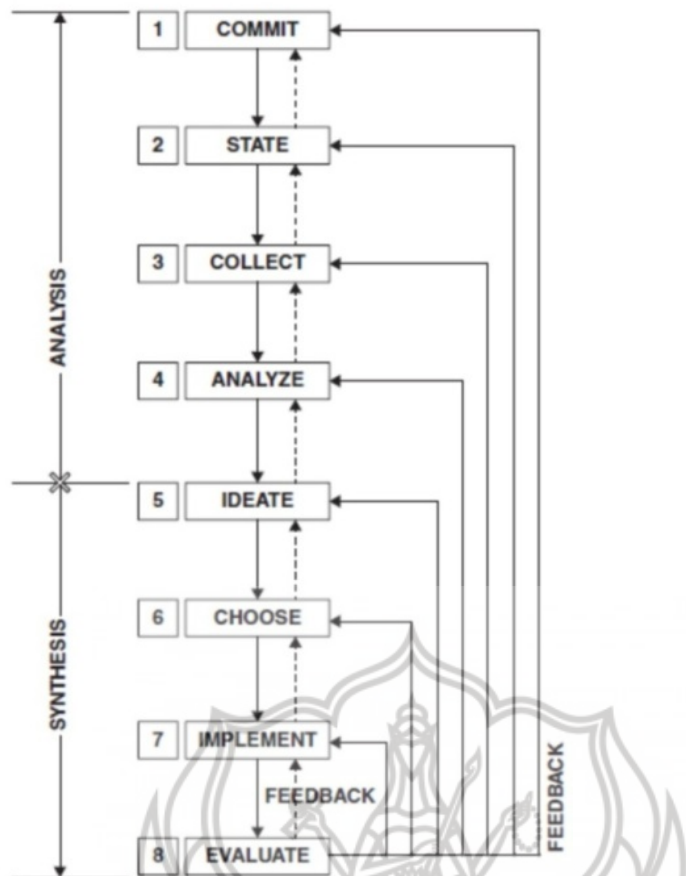 1 COMMIT
2 STATE
3 COLLECT
4 ANALYZE
5 IDEATE
6 CHOOSE
7 IMPLEMENT
FEEDBACK
8 EVALUATE
ANALYSIS
SYNTHESIS
FEEDBACK